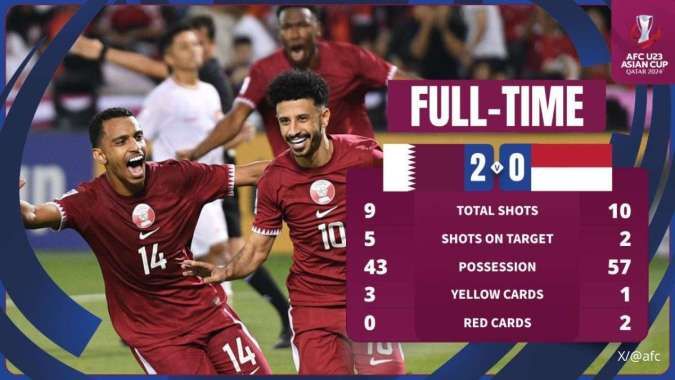 AFC U23
ASIAN CUP
QATAR 2024
FULL-TIME
2 v 0
9 TOTAL SHOTS 10
5 SHOTS ON TARGET 2
43 POSSESSION 57
3 YELLOW CARDS 1
0 RED CARDS 2
14
10
14
X/@afc